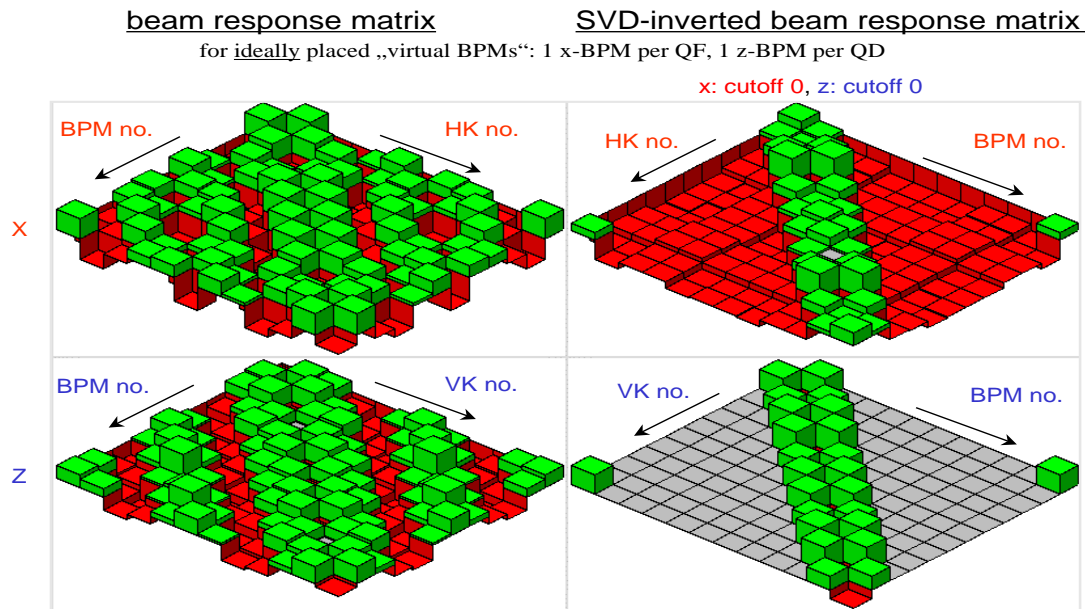 beam response matrix
SVD-inverted beam response matrix
for ideally placed „virtual BPMs“: 1 x-BPM per QF, 1 z-BPM per QD
x: cutoff 0, z: cutoff 0
BPM no.
HK no.
HK no.
BPM no.
X
BPM no.
VK no.
VK no.
BPM no.
Z